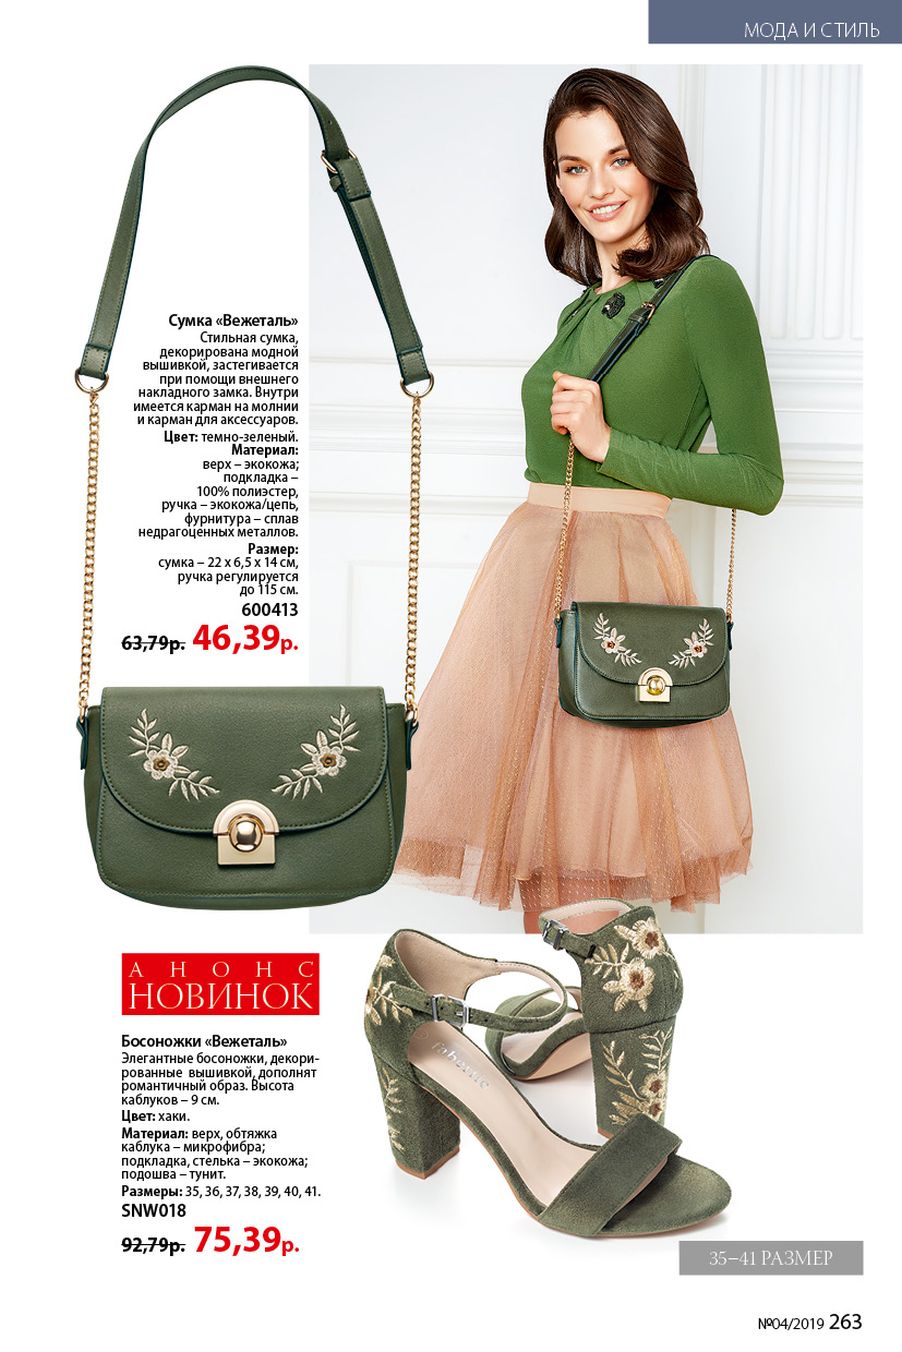 МОДА И СТИЛЬ
Сумка «Вежеталь»
Стильная сумка,
декорирована модной
вышивкой, застегивается
при помощи внешнего
накладного замка. Внутри
имеется карман на молнии
и карман для аксессуаров.
Цвет: темно-зеленый.
Материал:
верх – экокожа;
подкладка –
100% полиэстер,
ручка – экокожа/цепь,
фурнитура – сплав
недрагоценных металлов.
Размер:
сумка – 22 x 6,5 x 14 см,
ручка регулируется
до 115 см.
600413
63,79р. 46,39р.
АНОНС
НОВИНОК
Босоножки «Вежеталь»
Элегантные босоножки, декори-
рованные вышивкой, дополнят
романтичный образ. Высота
каблуков – 9 см.
Цвет: хаки.
Материал: верх, обтяжка
каблука – микрофибра;
подкладка, стелька – экокожа;
подошва – тунит.
Размеры: 35, 36, 37, 38, 39, 40, 41.
SNW018
92,79р. 75,39р.
faberlic
35–41 РАЗМЕР
№04/2019 263